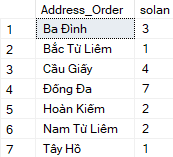 Address_Order solan
1 Ba Đình 3
2 Bắc Từ Liêm 1
3 Cầu Giấy 4
4 Đống Đa 7
5 Hoàn Kiếm 2
6 Nam Từ Liêm 2
7 Tây Hồ 1